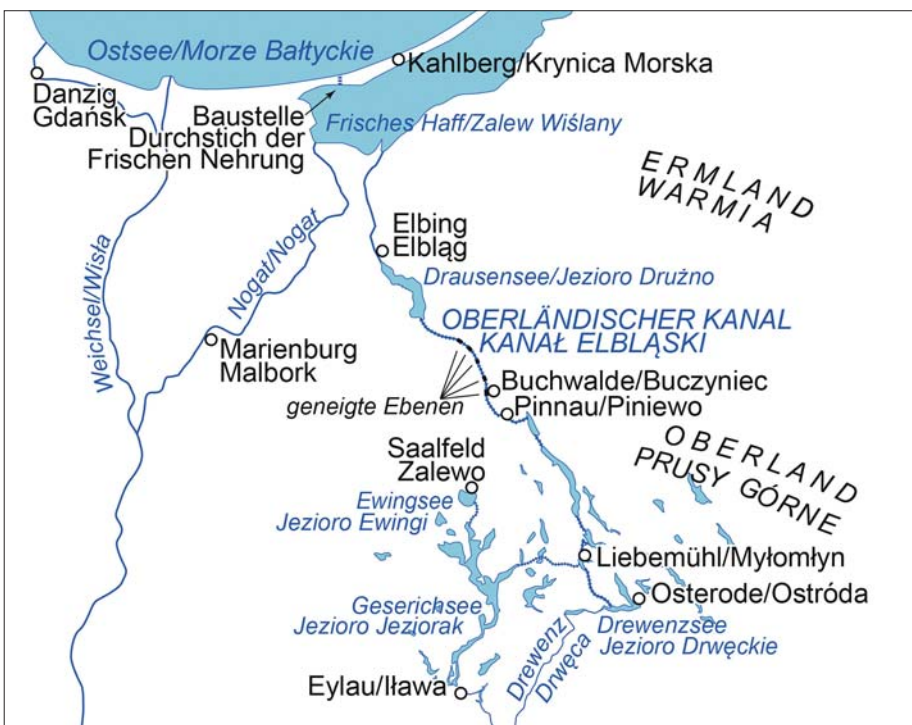 Ostsee/Morze Bałtyckie
Kahlberg/Krynica Morska
Danzig
Gdańsk
Baustelle
Durchstich der
Frischen Nehrung
Frisches Haff/Zalew Wiślany
ERMLAND
WARMIA
Elbing
Elbląg
Nogat/Nogat
Weichsel/Wisła
Drausensee/Jezioro Drużno
OBERLÄNDISCHER KANAL
KANAŁ ELBLĄSKI
Marienburg
Malbork
Buchwalde/Buczyniec
geneigte Ebenen
Pinnau/Piniewo
OBERLAND
PRUSY GÓRNE
Saalfeld
Zalewo
Ewingsee
Jezioro Ewingi
Liebemühl/Myłomłyn
Geserichsee
Jezioro Jeziorak
Osterode/Ostróda
Drewenzsee
Jezioro Drwęckie
Drewenz
Drwęca
Eylau/Iława